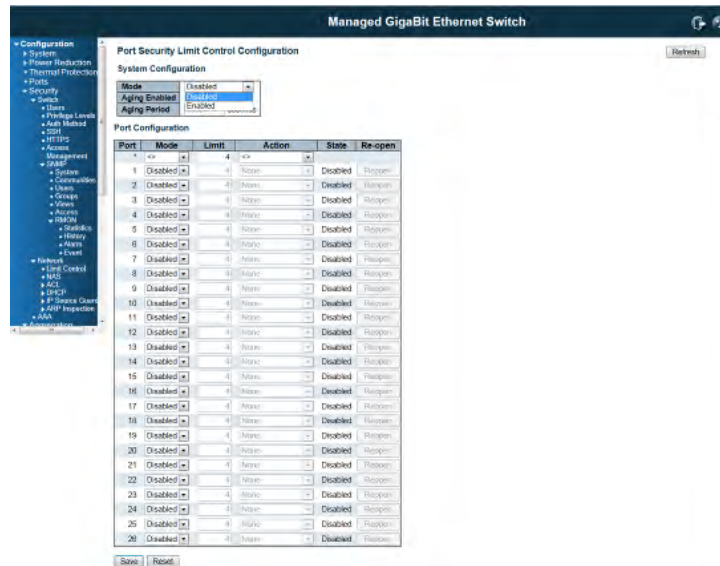 Managed GigaBit Ethernet Switch
Configuration
System
Power Reduction
Thermal Protection
Ports
Security
Switch
Users
Privilege Levels
Auth Method
SSH
HTTPS
Access
Management
SNMP
System
Communities
Users
Groups
Views
Access
RMON
Statistics
History
Alarm
Event
Network
Limit Control
NAS
ACL
DHCP
IP Source Guard
ARP Inspection
AAA
Aggregation
Port Security Limit Control Configuration
Refresh
System Configuration
Mode Disabled
Aging Enabled Disabled
Enabled
Aging Period
Port Configuration
Port Mode Limit Action State Re-open
* <> 4 <>
1 Disabled 4 None Disabled Reopen
2 Disabled 4 None Disabled Reopen
3 Disabled 4 None Disabled Reopen
4 Disabled 4 None Disabled Reopen
5 Disabled 4 None Disabled Reopen
6 Disabled 4 None Disabled Reopen
7 Disabled 4 None Disabled Reopen
8 Disabled 4 None Disabled Reopen
9 Disabled 4 None Disabled Reopen
10 Disabled 4 None Disabled Reopen
11 Disabled 4 None Disabled Reopen
12 Disabled 4 None Disabled Reopen
13 Disabled 4 None Disabled Reopen
14 Disabled 4 None Disabled Reopen
15 Disabled 4 None Disabled Reopen
16 Disabled 4 None Disabled Reopen
17 Disabled 4 None Disabled Reopen
18 Disabled 4 None Disabled Reopen
19 Disabled 4 None Disabled Reopen
20 Disabled 4 None Disabled Reopen
21 Disabled 4 None Disabled Reopen
22 Disabled 4 None Disabled Reopen
23 Disabled 4 None Disabled Reopen
24 Disabled 4 None Disabled Reopen
25 Disabled 4 None Disabled Reopen
26 Disabled 4 None Disabled Reopen
Save Reset